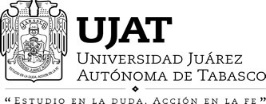 UJAT
UNIVERSIDAD JUÁREZ
AUTÓNOMA DE TABASCO
“ESTUDIO EN LA DUDA. ACCIÓN EN LA FE”